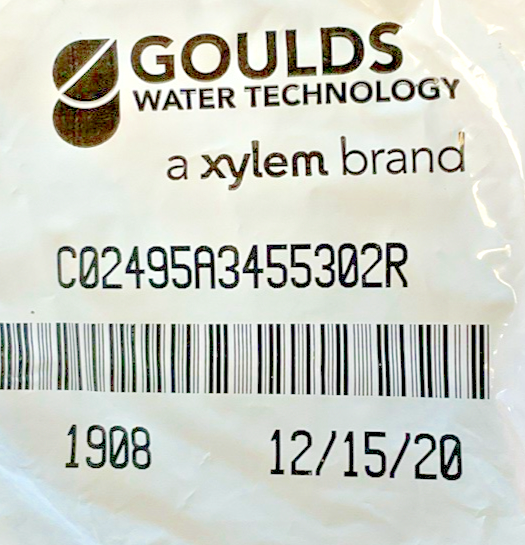 GOULDS
WATER TECHNOLOGY
a xylem brand
C02495A3455302R
1908 12/15/20